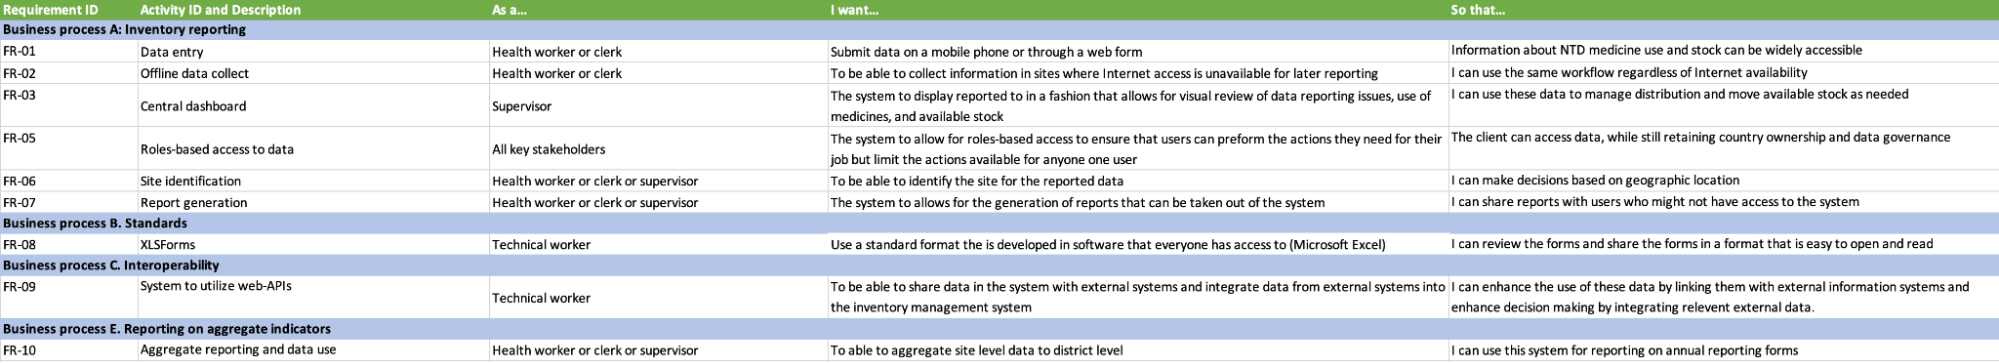 Requirement ID Activity ID and Description As a... I want... So that...
Business process A: Inventory reporting
FR-01 Data entry Health worker or clerk Submit data on a mobile phone or through a web form Information about NTD medicine use and stock can be widely accessible
FR-02 Offline data collect Health worker or clerk To be able to collect information in sites where Internet access is unavailable for later reporting I can use the same workflow regardless of Internet availability
FR-03 Central dashboard Supervisor The system to display reported to in a fashion that allows for visual review of data reporting issues, use of I can use these data to manage distribution and move available stock as needed
medicines, and available stock
FR-05 Roles-based access to data All key stakeholders The system to allow for roles-based access to ensure that users can preform the actions they need for their The client can access data, while still retaining country ownership and data governance
job but limit the actions available for anyone one user
FR-06 Site identification Health worker or clerk or supervisor To be able to identify the site for the reported data I can make decisions based on geographic location
FR-07 Report generation Health worker or clerk or supervisor The system to allows for the generation of reports that can be taken out of the system I can share reports with users who might not have access to the system
Business process B. Standards
FR-08 XLSForms Technical worker Use a standard format the is developed in software that everyone has access to (Microsoft Excel) I can review the forms and share the forms in a format that is easy to open and read
Business process C. Interoperability
FR-09 System to utilize web-APIs Technical worker To be able to share data in the system with external systems and integrate data from external systems into I can enhance the use of these data by linking them with external information systems and
the inventory management system enhance decision making by integrating relevent external data.
Business process E. Reporting on aggregate indicators
FR-10 Aggregate reporting and data use Health worker or clerk or supervisor To able to aggregate site level data to district level I can use this system for reporting on annual reporting forms